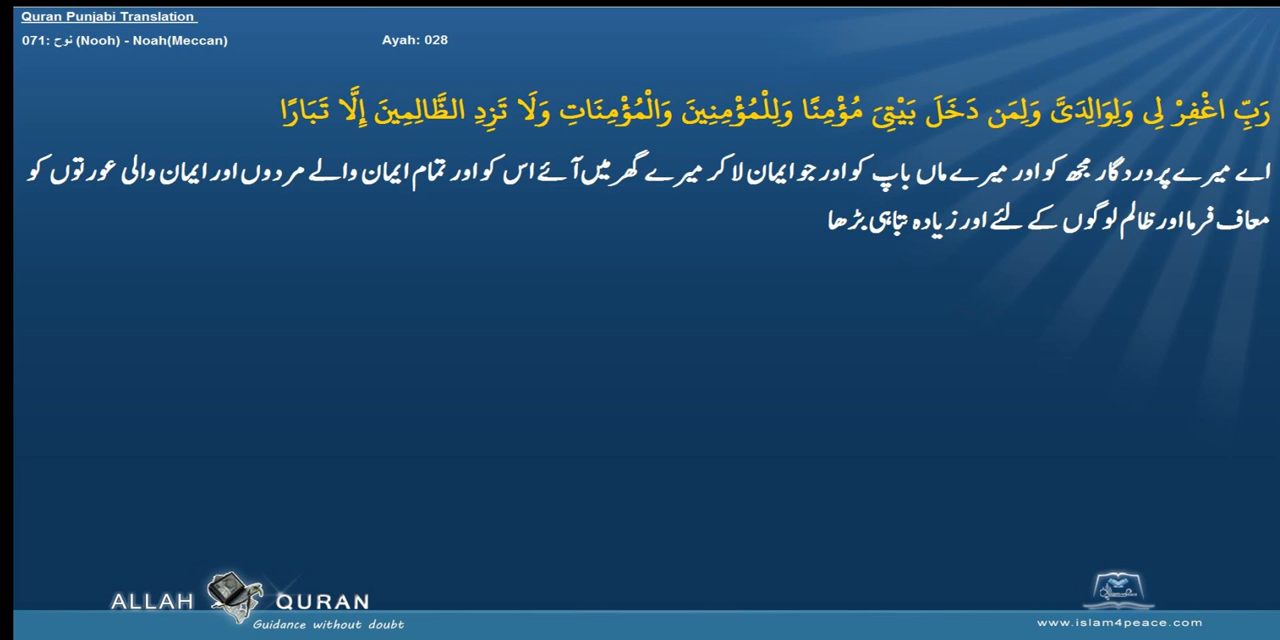 Quran Punjabi Translation
071: نوح (Nooh) - Noah(Meccan) Ayah: 028
رَبِّ اغْفِرْ لِى وَلِوَالِدَىَّ وَلِمَن دَخَلَ بَيْتِىَ مُؤْمِنًا وَلِلْمُؤْمِنِينَ وَالْمُؤْمِنَاتِ وَلَا تَزِدِ الظَّالِمِينَ إِلَّا تَبَارًا
اے میرے پروردگار مجھ کو اور میرے ماں باپ کو اور جو ایمان لا کر میرے گھر میں آئے اس کو اور تمام ایمان والے مردوں اور ایمان والی عورتوں کو
معاف فرما اور ظالم لوگوں کے لئے اور زیادہ تباہی بڑھا
ALLAH QURAN
Guidance without doubt
www.islam4peace.com